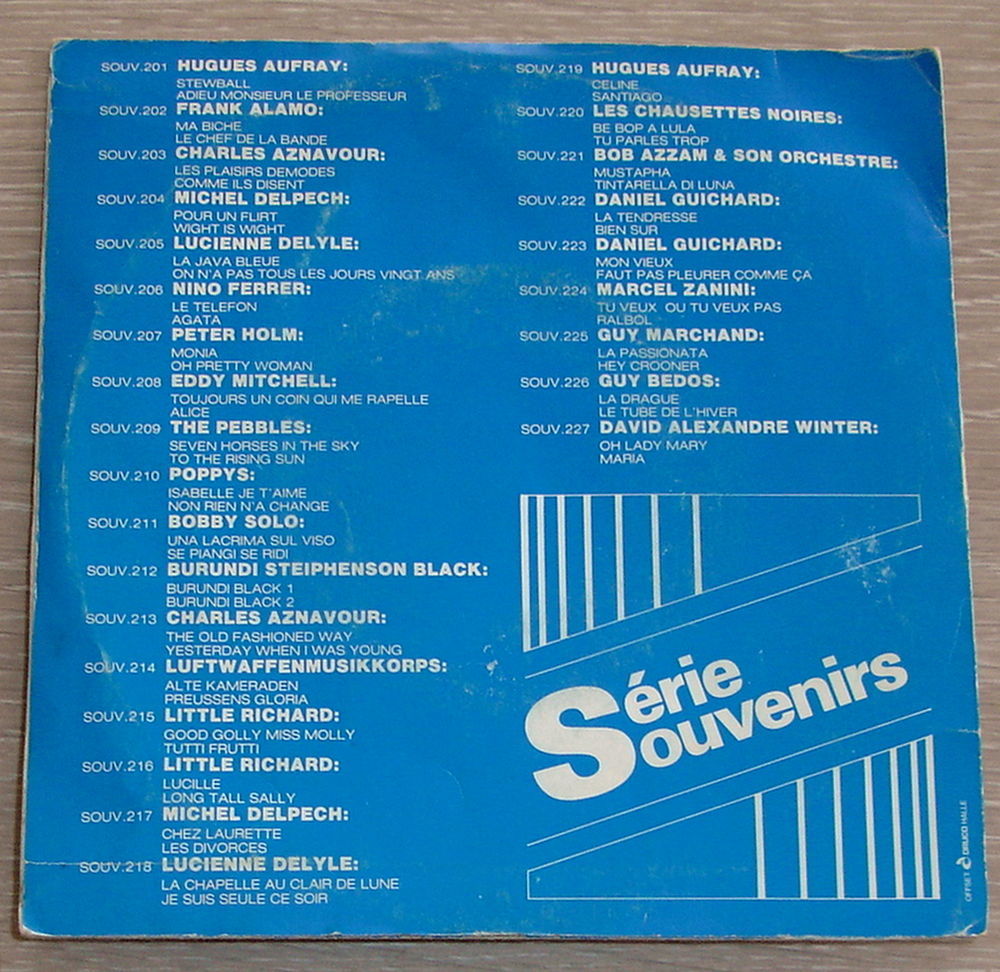 SOUV.201 HUGUES AUFRAY:
STEWBALL
ADIEU MONSIEUR LE PROFESSEUR
SOUV.202 FRANK ALAMO:
MA BICHE
LE CHEF DE LA BANDE
SOUV.203 CHARLES AZNAVOUR:
LES PLAISIRS DEMODES
COMME ILS DISENT
SOUV.204 MICHEL DELPECH:
POUR UN FLIRT
WIGHT IS WIGHT
SOUV.205 LUCIENNE DELYLE:
LA JAVA BLEUE
ON N'A PAS TOUS LES JOURS VINGT ANS
SOUV.206 NINO FERRER:
LE TELEFON
AGATA
SOUV.207 PETER HOLM:
MONIA
OH PRETTY WOMAN
SOUV.208 EDDY MITCHELL:
TOUJOURS UN COIN QUI ME RAPELLE
ALICE
SOUV.209 THE PEBBLES:
SEVEN HORSES IN THE SKY
TO THE RISING SUN
SOUV.210 POPPYS:
ISABELLE JE T'AIME
NON RIEN N'A CHANGE
SOUV.211 BOBBY SOLO:
UNA LACRIMA SUL VISO
SE PIANGI SE RIDI
SOUV.212 BURUNDI STEIPHENSON BLACK:
BURUNDI BLACK 1
BURUNDI BLACK 2
SOUV.213 CHARLES AZNAVOUR:
THE OLD FASHIONED WAY
YESTERDAY WHEN I WAS YOUNG
SOUV.214 LUFTWAFFENMUSIKKORPS:
ALTE KAMERADEN
PREUSSENS GLORIA
SOUV.215 LITTLE RICHARD:
GOOD GOLLY MISS MOLLY
TUTTI FRUTTI
SOUV.216 LITTLE RICHARD:
LUCILLE
LONG TALL SALLY
SOUV.217 MICHEL DELPECH:
CHEZ LAURETTE
LES DIVORCES
SOUV.218 LUCIENNE DELYLE:
LA CHAPELLE AU CLAIR DE LUNE
JE SUIS SEULE CE SOIR
SOUV.219 HUGUES AUFRAY:
CELINE
SANTIAGO
SOUV.220 LES CHAUSETTES NOIRES:
BE BOP A LULA
TU PARLES TROP
SOUV.221 BOB AZZAM & SON ORCHESTRE:
MUSTAPHA
TINTARELLA DI LUNA
SOUV.222 DANIEL GUICHARD:
LA TENDRESSE
BIEN SUR
SOUV.223 DANIEL GUICHARD:
MON VIEUX
FAUT PAS PLEURER COMME ÇA
SOUV.224 MARCEL ZANINI:
TU VEUX OU TU VEUX PAS
RALBOL
SOUV.225 GUY MARCHAND:
LA PASSIONATA
HEY CROONER
SOUV.226 GUY BEDOS:
LA DRAGUE
LE TUBE DE L'HIVER
SOUV.227 DAVID ALEXANDRE WINTER:
OH LADY MARY
MARIA
Série
Souvenirs
OFFSET DRUCO HALLE